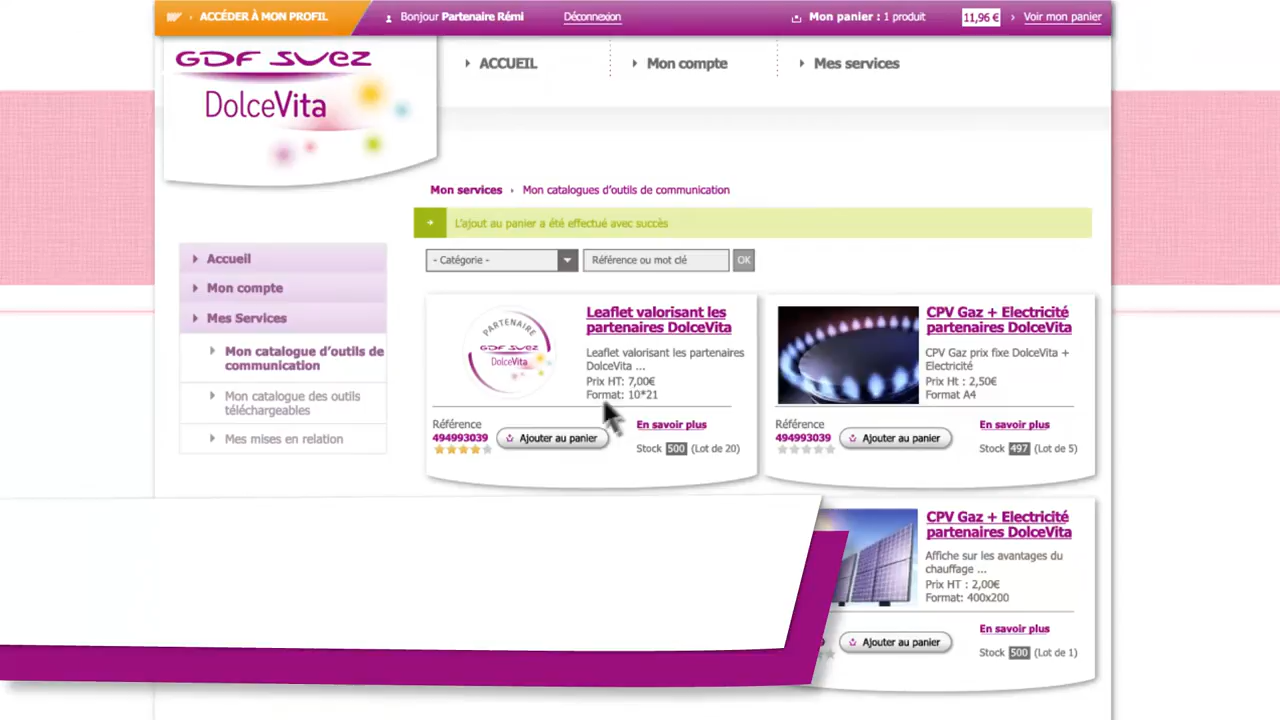 ACCÉDER À MON PROFIL
Bonjour Partenaire Rémi
Déconnexion
Mon panier : 1 produit
11,96 €
Voir mon panier
GDF SUEZ
DolceVita
ACCUEIL
Mon compte
Mes services
Mon services › Mon catalogues d'outils de communication
L'ajout au panier a été effectué avec succès
- Catégorie -
Référence ou mot clé
OK
Accueil
Mon compte
Mes Services
Mon catalogue d'outils de
communication
Mon catalogue des outils
téléchargeables
Mes mises en relation
PARTENAIRE
GDF SUEZ
DolceVita
Leaflet valorisant les
partenaires DolceVita
Leaflet valorisant les partenaires
DolceVita ...
Prix HT: 7,00€
Format: 10*21
Référence
494993039
Ajouter au panier
En savoir plus
Stock 500 (Lot de 20)
CPV Gaz + Electricité
partenaires DolceVita
CPV Gaz prix fixe DolceVita +
Electricité ...
Prix Ht : 2,50€
Format A4
Référence
494993039
Ajouter au panier
En savoir plus
Stock 497 (Lot de 5)
CPV Gaz + Electricité
partenaires DolceVita
Affiche sur les avantages du
chauffage ...
Prix HT : 2,00€
Format: 400x200
9
Ajouter au panier
En savoir plus
Stock 500 (Lot de 1)